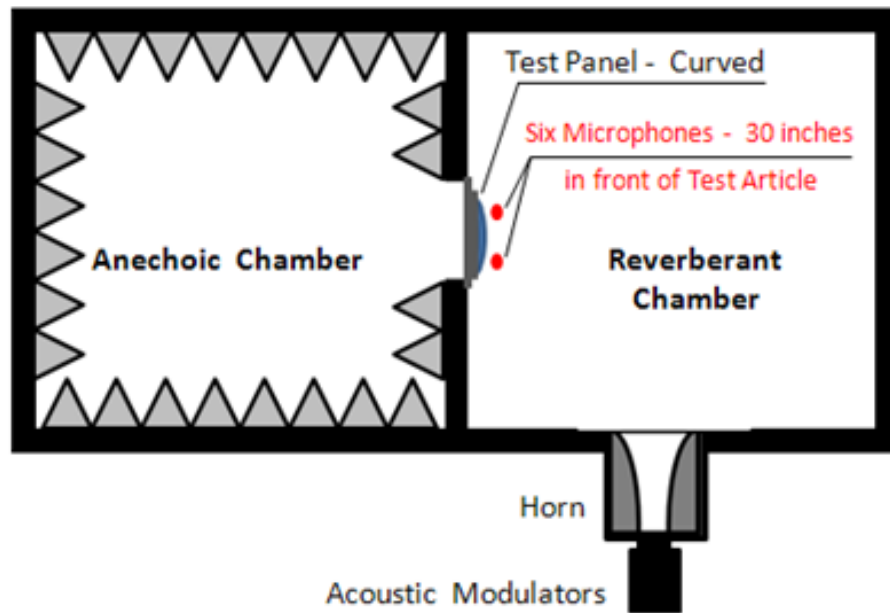 Test Panel - Curved
Six Microphones - 30 inches
in front of Test Article
Anechoic Chamber
Reverberant
Chamber
Horn
Acoustic Modulators